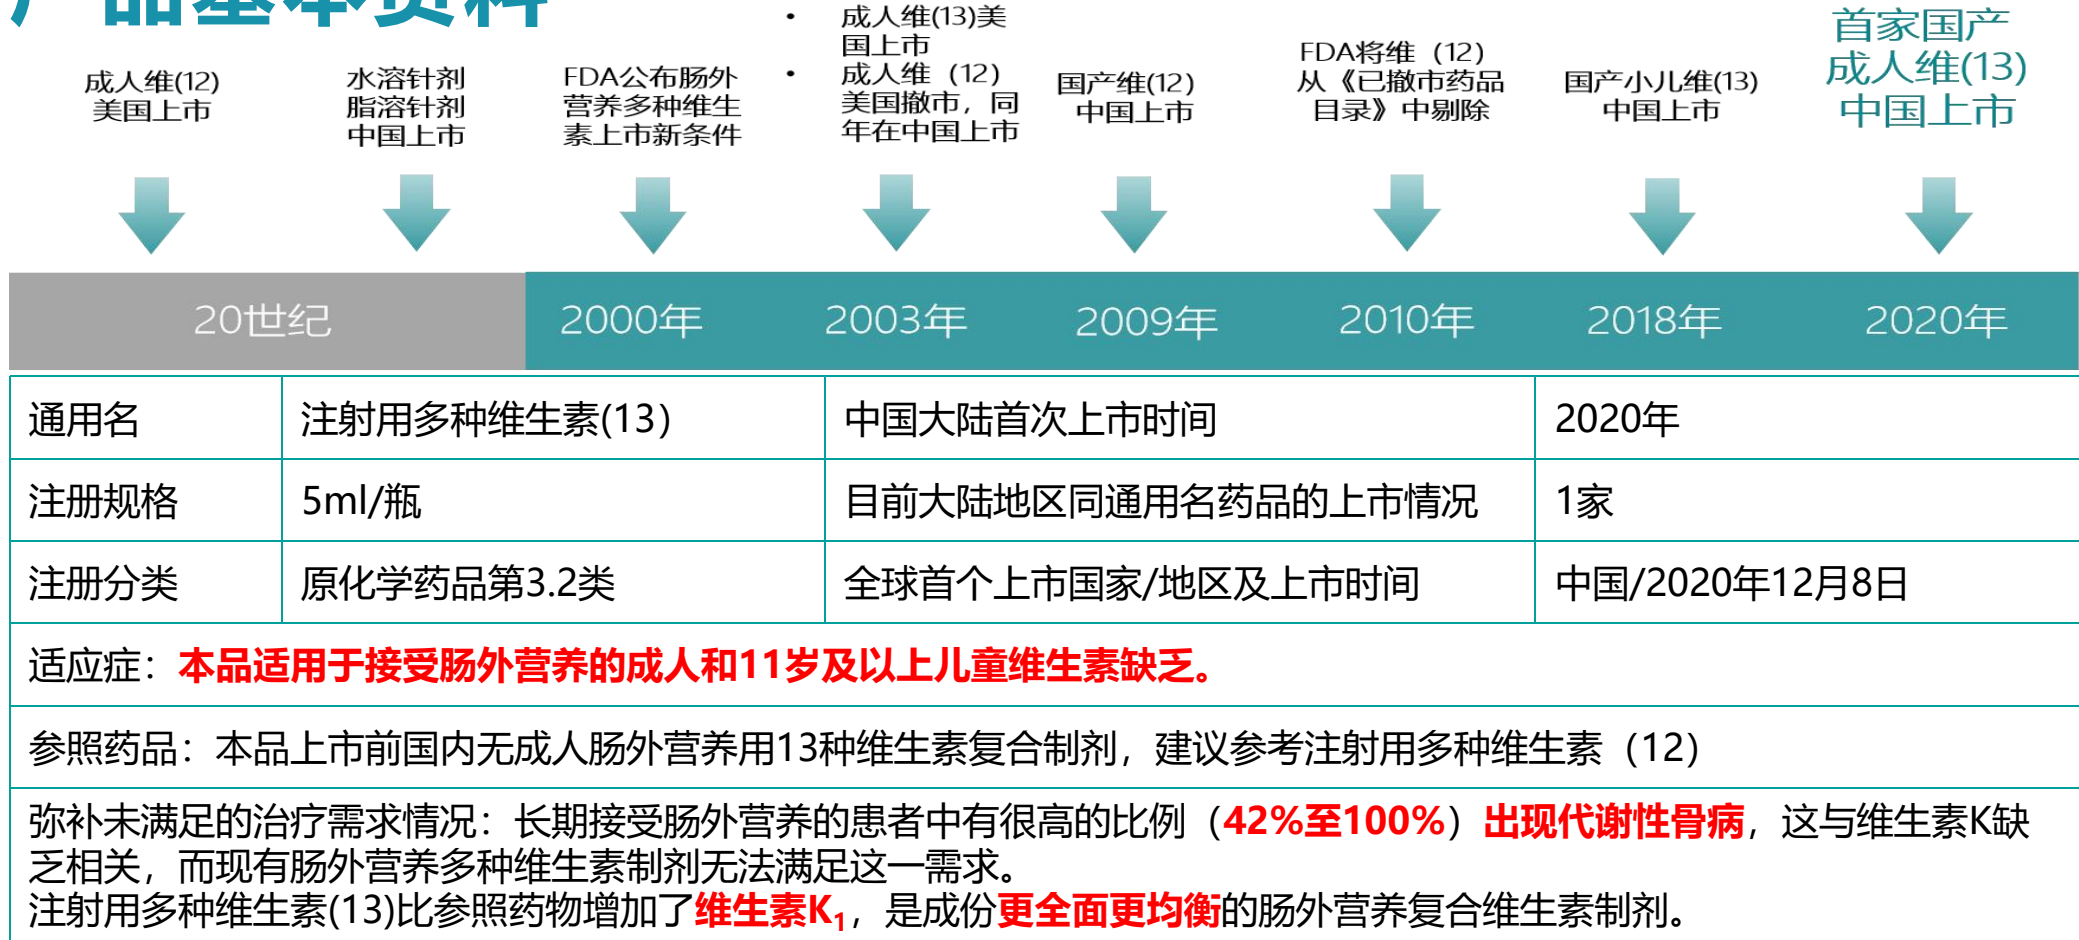 产品基本资料
成人维(12)
美国上市
水溶针剂
脂溶针剂
中国上市
FDA公布肠外
营养多种维生
素上市新条件
• 成人维(13)美
国上市
• 成人维（12）
美国撤市，同
年在中国上市
国产维(12)
中国上市
FDA将维（12）
从《已撤市药品
目录》中剔除
国产小儿维(13)
中国上市
首家国产
成人维(13)
中国上市
20世纪
2000年
2003年
2009年
2010年
2018年
2020年
通用名 注射用多种维生素(13） 中国大陆首次上市时间 2020年
注册规格 5ml/瓶 目前大陆地区同通用名药品的上市情况 1家
注册分类 原化学药品第3.2类 全球首个上市国家/地区及上市时间 中国/2020年12月8日
适应症：本品适用于接受肠外营养的成人和11岁及以上儿童维生素缺乏。
参照药品：本品上市前国内无成人肠外营养用13种维生素复合制剂，建议参考注射用多种维生素（12）
弥补未满足的治疗需求情况：长期接受肠外营养的患者中有很高的比例（42%至100%）出现代谢性骨病，这与维生素K缺
乏相关，而现有肠外营养多种维生素制剂无法满足这一需求。
注射用多种维生素(13)比参照药物增加了维生素K₁，是成份更全面更均衡的肠外营养复合维生素制剂。